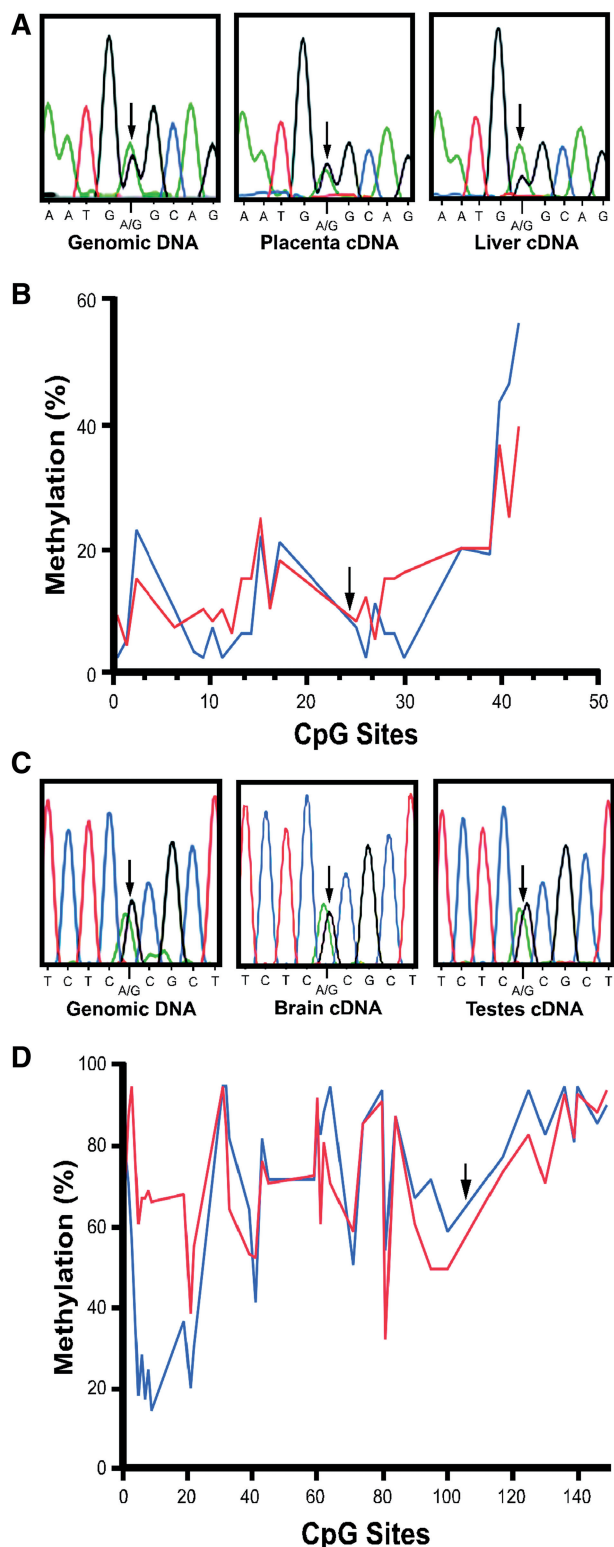 A
A A T G A/G G C A G
Genomic DNA
A A T G A/G G C A G
Placenta cDNA
A A T G A/G G C A G
Liver cDNA
B
Methylation (%)
60
40
20
0
0 10 20 30 40 50
CpG Sites
C
T C T C A/G C G C T
Genomic DNA
T C T C A/G C G C T
Brain cDNA
T C T C A/G C G C T
Testes cDNA
D
Methylation (%)
100
80
60
40
20
0
0 20 40 60 80 100 120 140
CpG Sites